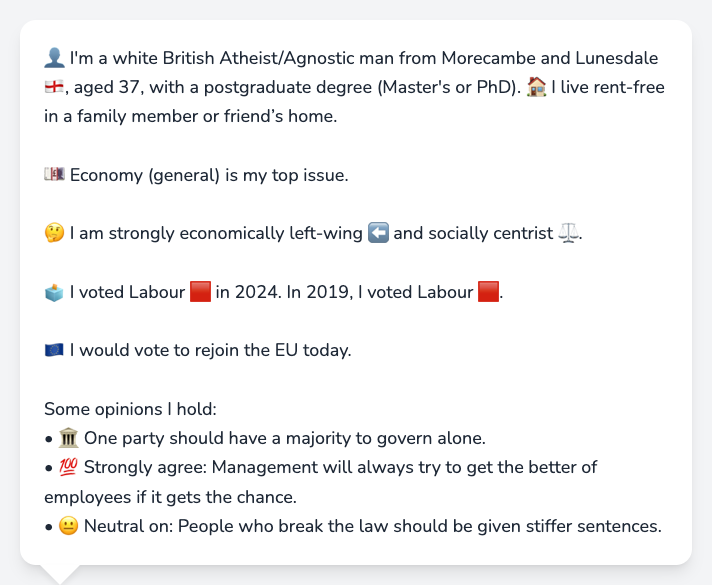 👤 I'm a white British Atheist/Agnostic man from Morecambe and Lunesdale
🏴󠁧󠁢󠁥󠁮󠁧󠁿, aged 37, with a postgraduate degree (Master's or PhD). 🏠 I live rent-free
in a family member or friend’s home.
💷 Economy (general) is my top issue.
🤔 I am strongly economically left-wing ⬅️ and socially centrist ⚖️.
🗳️ I voted Labour 🟥 in 2024. In 2019, I voted Labour 🟥.
🇪🇺 I would vote to rejoin the EU today.
Some opinions I hold:
• 🏛️ One party should have a majority to govern alone.
• 💯 Strongly agree: Management will always try to get the better of
employees if it gets the chance.
• 😐 Neutral on: People who break the law should be given stiffer sentences.